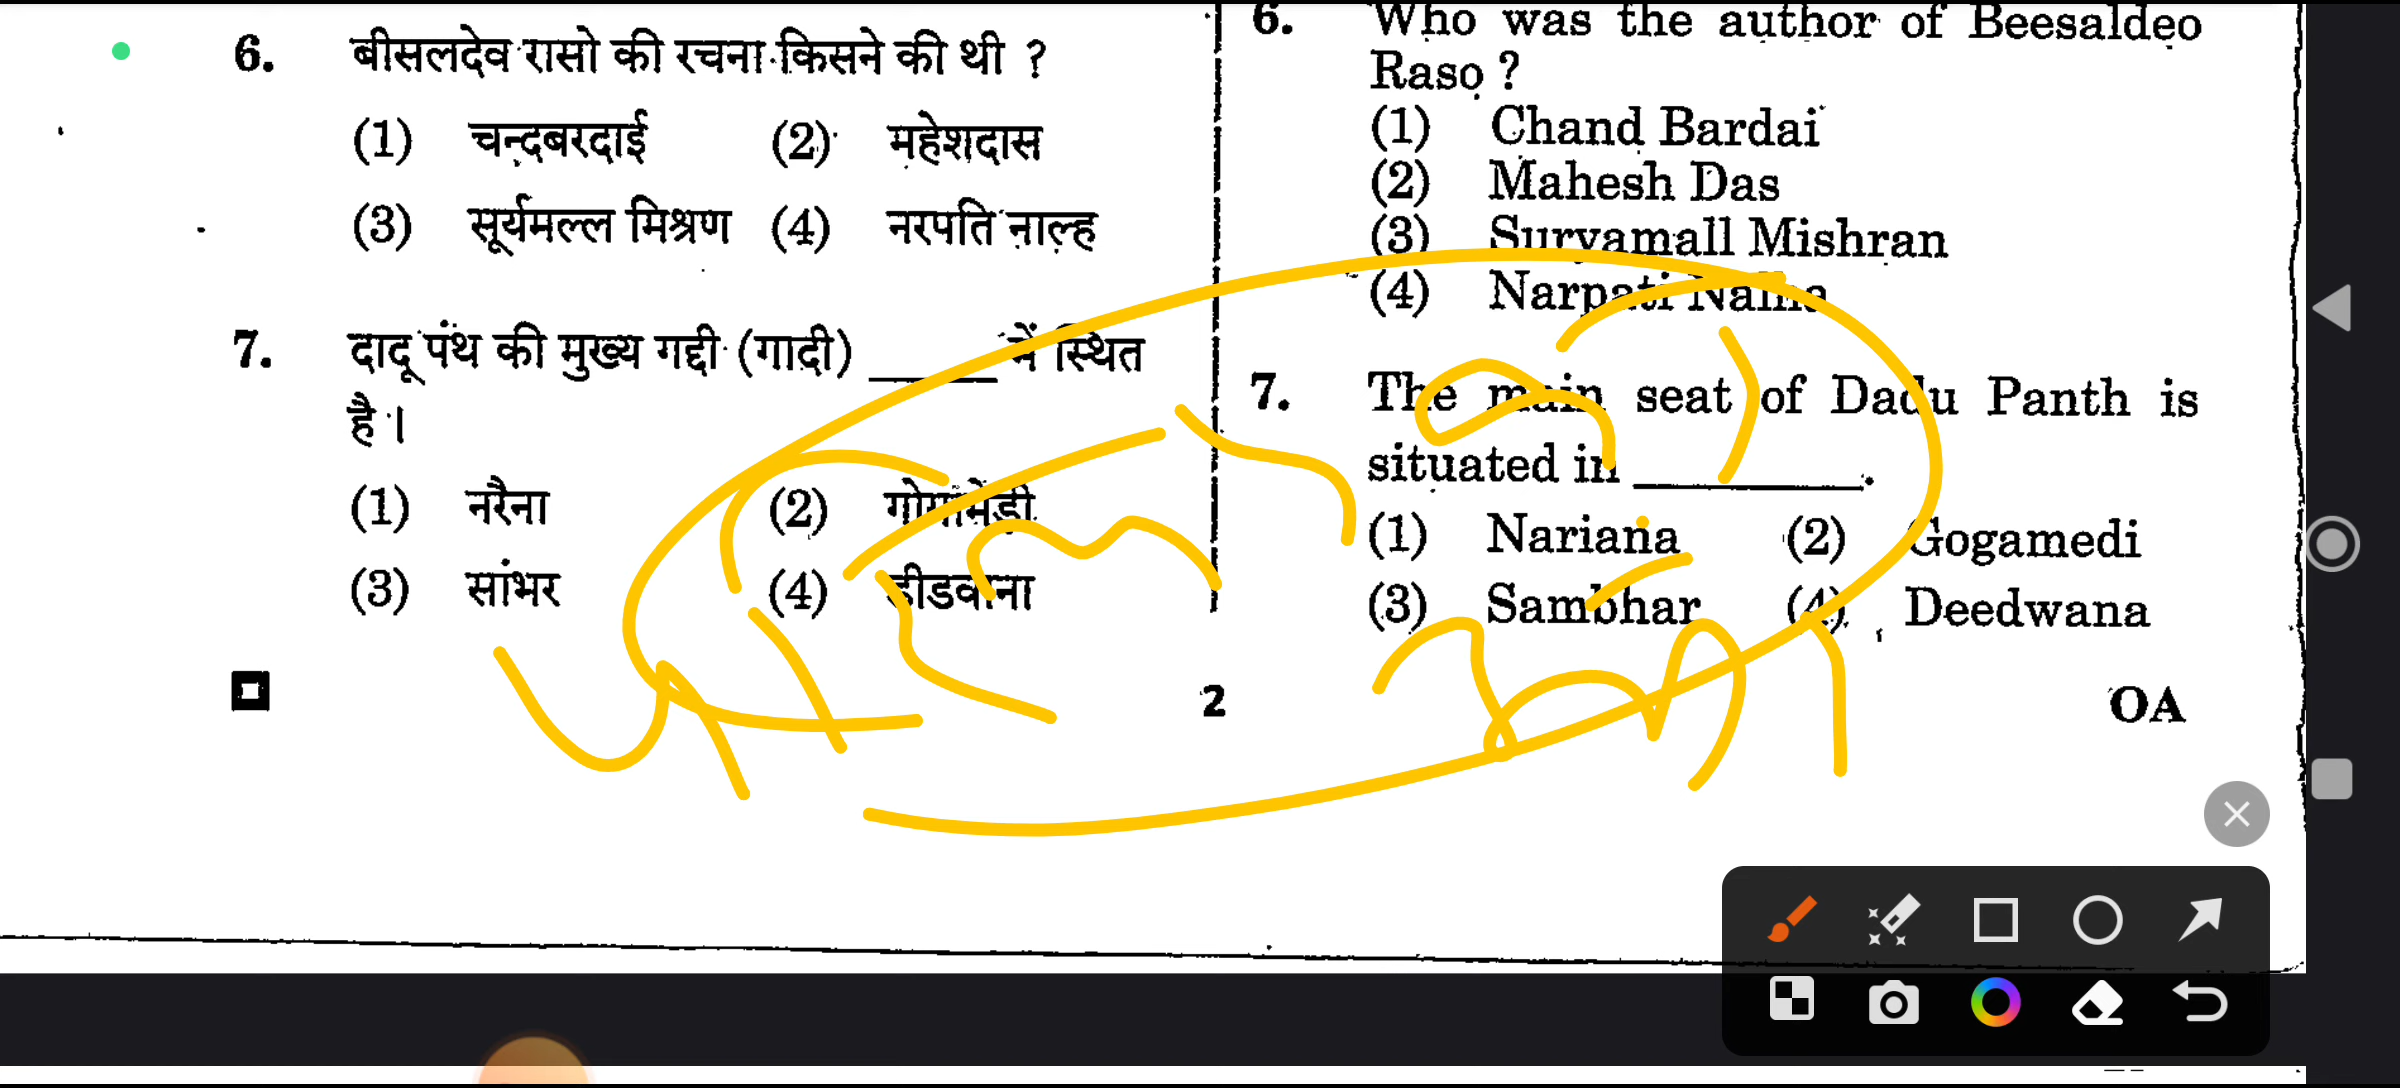 6. बीसलदेव रासो की रचना किसने की थी ?
(1) चन्दबरदाई (2) महेशदास
(3) सूर्यमल्ल मिश्रण (4) नरपति नाल्ह
7. दादू पंथ की मुख्य गद्दी (गादी) _____ में स्थित
है।
(1) नरैना (2) गोगामेड़ी
(3) सांभर (4) डीडवाना
6. Who was the author of Beesaldeo
Raso ?
(1) Chand Bardai
(2) Mahesh Das
(3) Suryamall Mishran
(4) Narpati Nalha
7. The main seat of Dadu Panth is
situated in _________.
(1) Nariana (2) Gogamedi
(3) Sambhar (4) Deedwana
2
OA